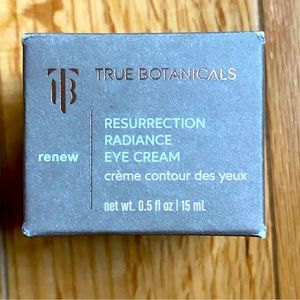 TB TRUE BOTANICALS
RESURRECTION
RADIANCE
renew EYE CREAM
crème contour des yeux
net wt. 0.5 fl oz | 15 mL